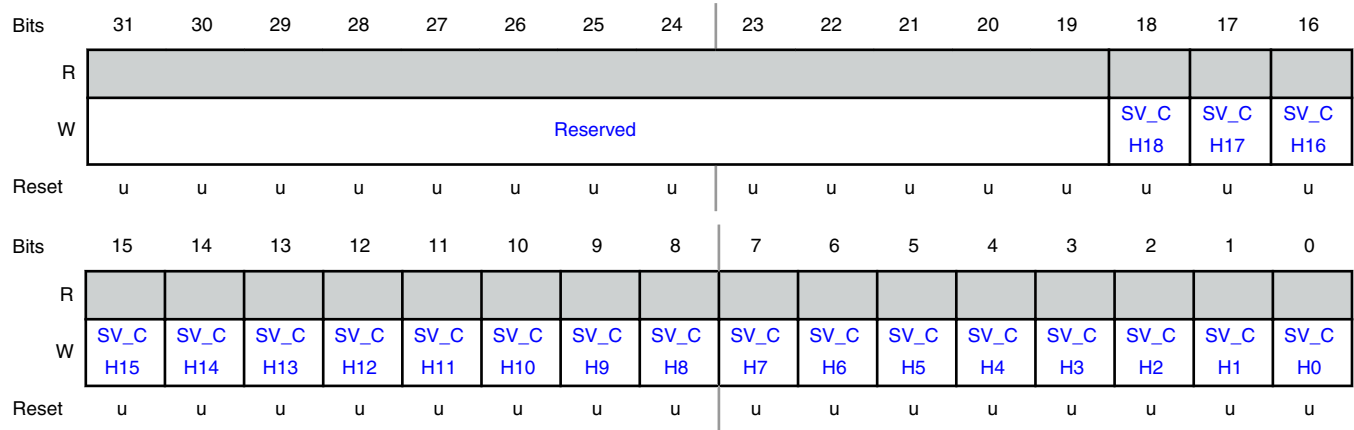 Bits 31 30 29 28 27 26 25 24 23 22 21 20 19 18 17 16
R
W Reserved SV_C SV_C SV_C
H18 H17 H16
Reset u u u u u u u u u u u u u u u u
Bits 15 14 13 12 11 10 9 8 7 6 5 4 3 2 1 0
R
W SV_C SV_C SV_C SV_C SV_C SV_C SV_C SV_C SV_C SV_C SV_C SV_C SV_C SV_C SV_C SV_C
H15 H14 H13 H12 H11 H10 H9 H8 H7 H6 H5 H4 H3 H2 H1 H0
Reset u u u u u u u u u u u u u u u u